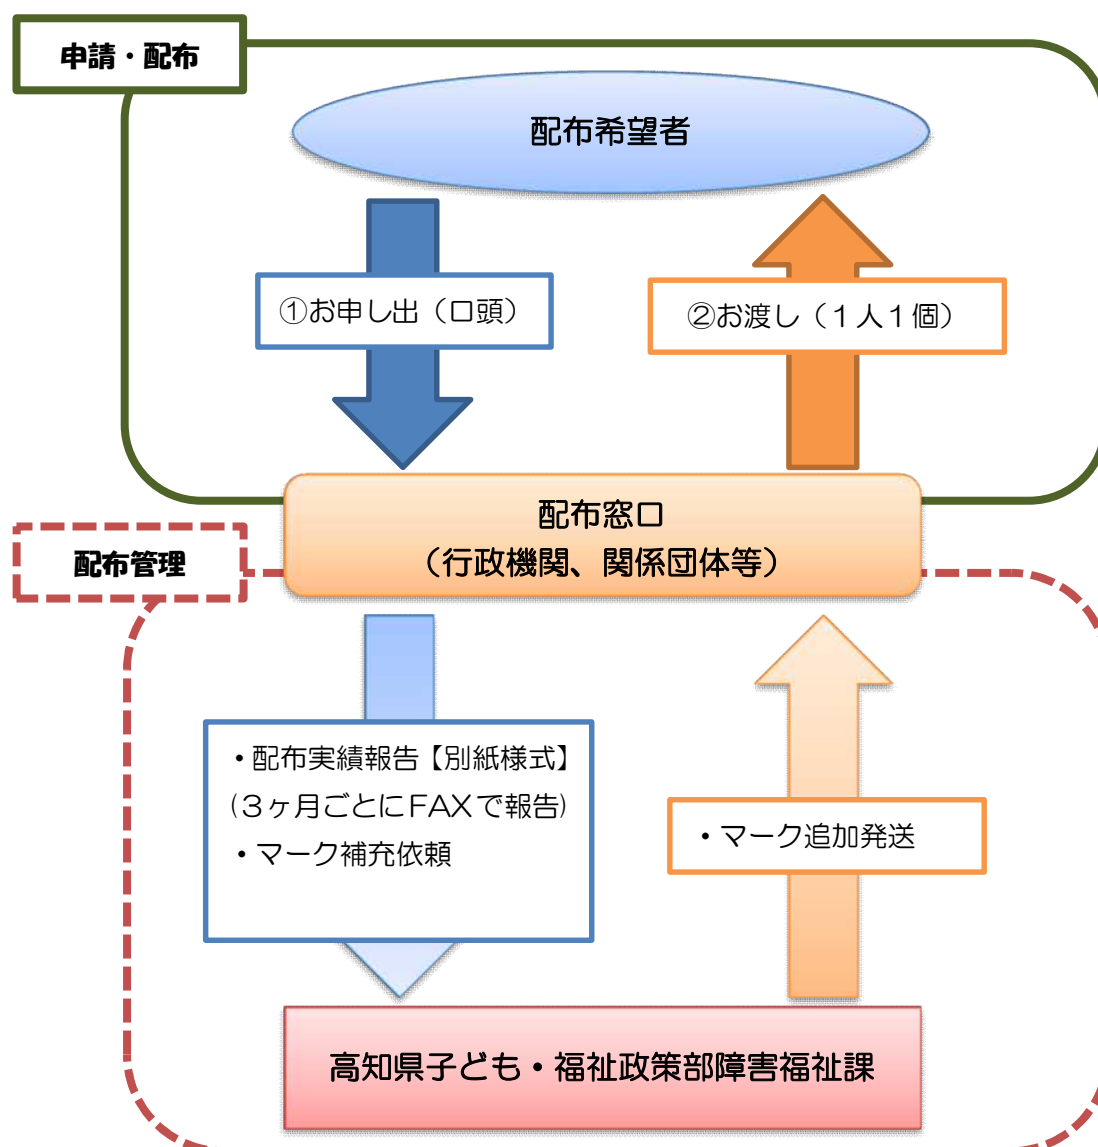 申請・配布
配布希望者
①お申し出（口頭）
②お渡し（１人１個）
配布窓口
（行政機関、関係団体等）
配布管理
・配布実績報告【別紙様式】
(３ヶ月ごとにFAXで報告)
・マーク補充依頼
・マーク追加発送
高知県子ども・福祉政策部障害福祉課